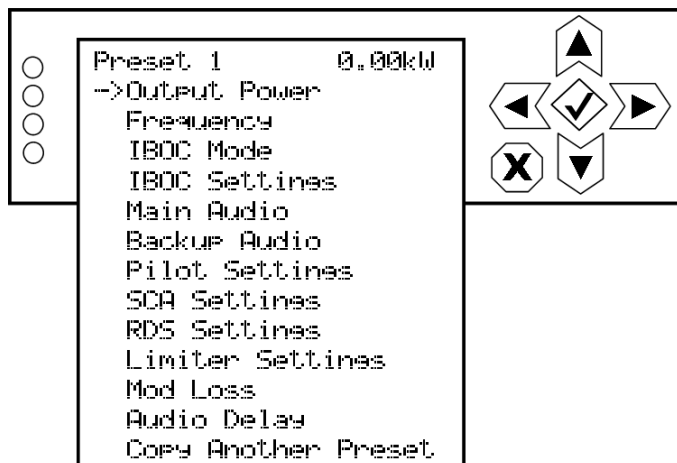 Preset 1 0.00kW
->Output Power
Frequency
IBOC Mode
IBOC Settings
Main Audio
Backup Audio
Pilot Settings
SCA Settings
RDS Settings
Limiter Settings
Mod Loss
Audio Delay
Copy Another Preset
X